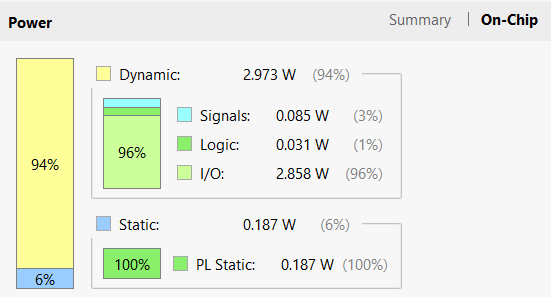 Power Summary | On-Chip
94%
6%
Dynamic: 2.973 W (94%)
96%
Signals: 0.085 W (3%)
Logic: 0.031 W (1%)
I/O: 2.858 W (96%)
Static: 0.187 W (6%)
100%
PL Static: 0.187 W (100%)